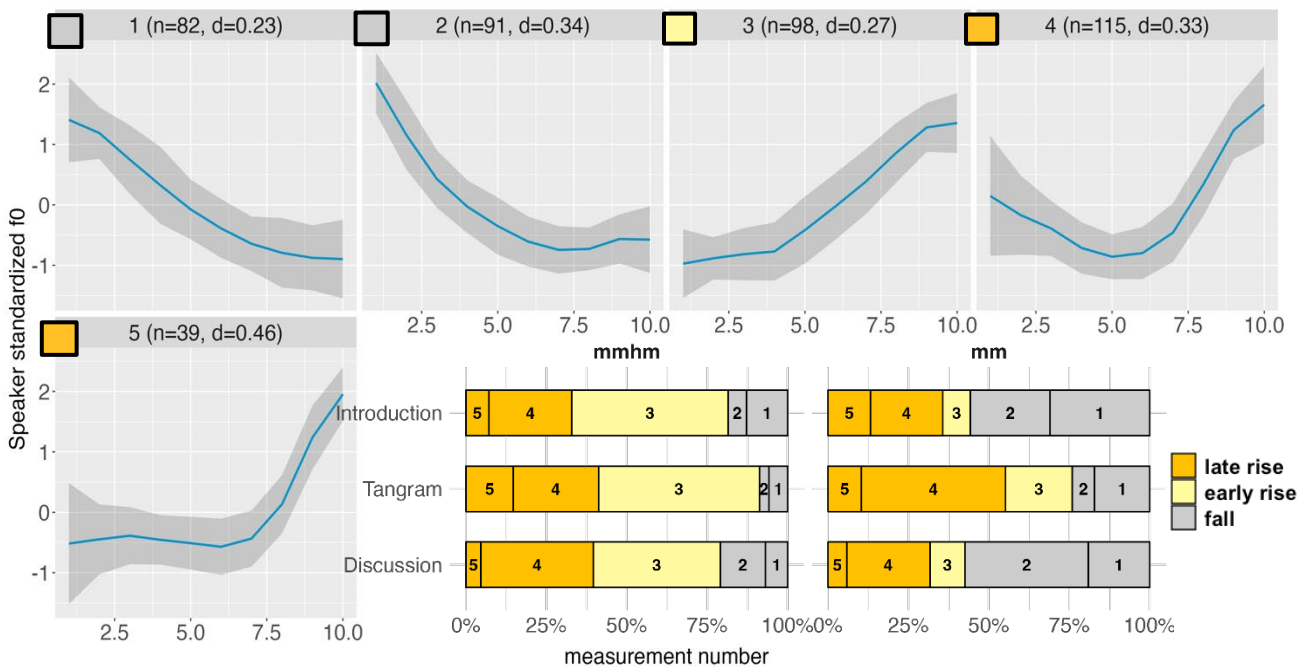 1 (n=82, d=0.23)
2 (n=91, d=0.34)
3 (n=98, d=0.27)
4 (n=115, d=0.33)
2
1
0
-1
Speaker standardized f0
2.5 5.0 7.5 10.0
2.5 5.0 7.5 10.0
2.5 5.0 7.5 10.0
5 (n=39, d=0.46)
2
1
0
-1
2.5 5.0 7.5 10.0
mmhm
mm
Introduction
5 4 3 2 1
5 4 3 2 1
Tangram
5 4 3 2 1
5 4 3 2 1
Discussion
5 4 3 2 1
5 4 3 2 1
0% 25% 50% 75% 100%
0% 25% 50% 75% 100%
late rise
early rise
fall
measurement number